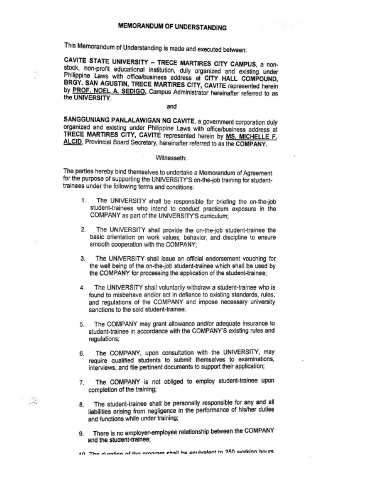 MEMORANDUM OF UNDERSTANDING
This Memorandum of Understanding is made and executed between:
CAVITE STATE UNIVERSITY – TRECE MARTIRES CITY CAMPUS, a non-
stock, non-profit educational institution, duly organized and existing under
Philippine Laws with office/business address at CITY HALL COMPOUND,
BRGY. SAN AGUSTIN, TRECE MARTIRES CITY, CAVITE represented herein
by PROF. NOEL A. SEDIGO, Campus Administrator hereinafter referred to as
the UNIVERSITY.
and
SANGGUNIANG PANLALAWIGAN NG CAVITE, a government corporation duly
organized and existing under Philippine Laws with office/business address at
TRECE MARTIRES CITY, CAVITE represented herein by MS. MICHELLE F.
ALCID, Provincial Board Secretary, hereinafter referred to as the COMPANY.
Witnesseth:
The parties hereby bind themselves to undertake a Memorandum of Agreement
for the purpose of supporting the UNIVERSITY'S on-the-job training for student-
trainees under the following terms and conditions:
1. The UNIVERSITY shall be responsible for briefing the on-the-job
student-trainees who intend to conduct practicum exposure in the
COMPANY as part of the UNIVERSITY'S curriculum;
2. The UNIVERSITY shall provide the on-the-job student-trainee the
basic orientation on work values, behavior, and discipline to ensure
smooth cooperation with the COMPANY;
3. The UNIVERSITY shall issue an official endorsement vouching for
the well being of the on-the-job student-trainee which shall be used by
the COMPANY for processing the application of the student-trainee;
4. The UNIVERSITY shall voluntarily withdraw a student-trainee who is
found to misbehave and/or act in defiance to existing standards, rules,
and regulations of the COMPANY and impose necessary university
sanctions to the said student-trainee;
5. The COMPANY may grant allowance and/or adequate insurance to
student-trainee in accordance with the COMPANY'S existing rules and
regulations;
6. The COMPANY, upon consultation with the UNIVERSITY, may
require qualified students to submit themselves to examinations,
interviews, and file pertinent documents to support their application;
7. The COMPANY is not obliged to employ student-trainee upon
completion of the training;
8. The student-trainee shall be personally responsible for any and all
liabilities arising from negligence in the performance of his/her duties
and functions while under training;
9. There is no employer-employee relationship between the COMPANY
and the student-trainee;
10. The duration of the program shall be equivalent to 250 working hours